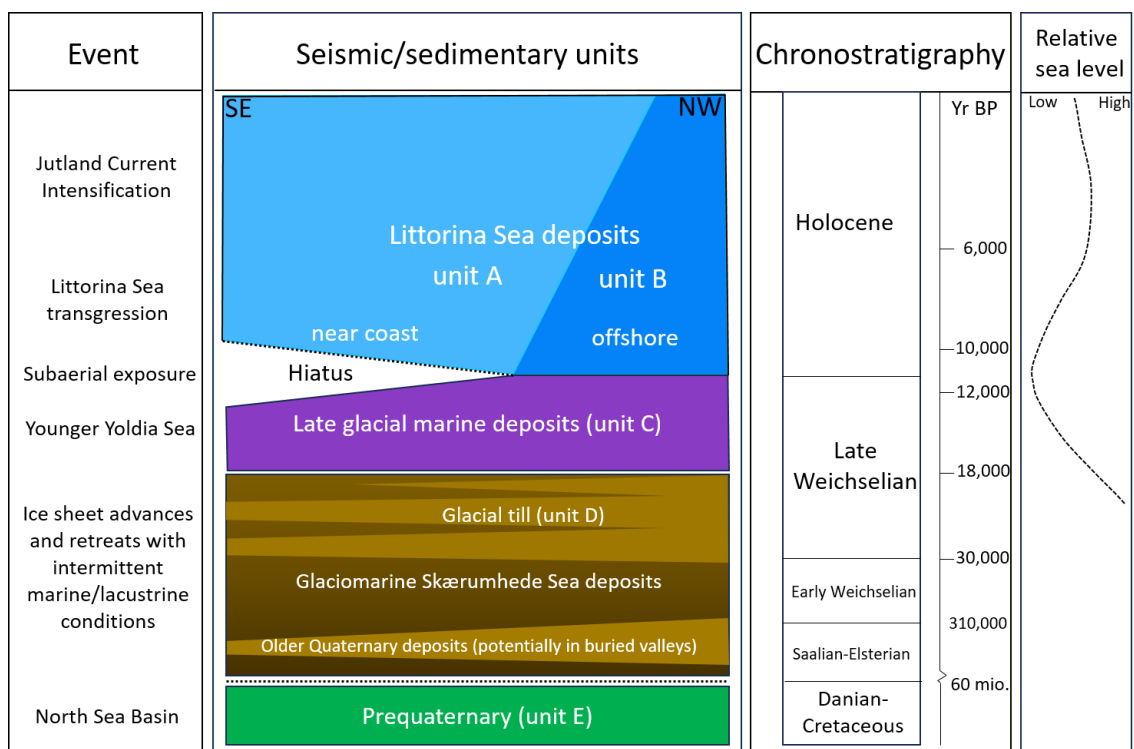 Event
Seismic/sedimentary units
Chronostratigraphy
Relative
sea level
SE
NW
Yr BP
Low
High
Jutland Current
Intensification
Littorina Sea deposits
unit A
unit B
Holocene
6,000
Littorina Sea
transgression
near coast
offshore
10,000
Subaerial exposure
Hiatus
12,000
Younger Yoldia Sea
Late glacial marine deposits (unit C)
Late
Weichselian
18,000
Ice sheet advances
and retreats with
intermittent
marine/lacustrine
conditions
Glacial till (unit D)
30,000
Glaciomarine Skærumhede Sea deposits
Early Weichselian
310,000
Older Quaternary deposits (potentially in buried valleys)
Saalian-Elsterian
60 mio.
North Sea Basin
Prequaternary (unit E)
Danian-
Cretaceous